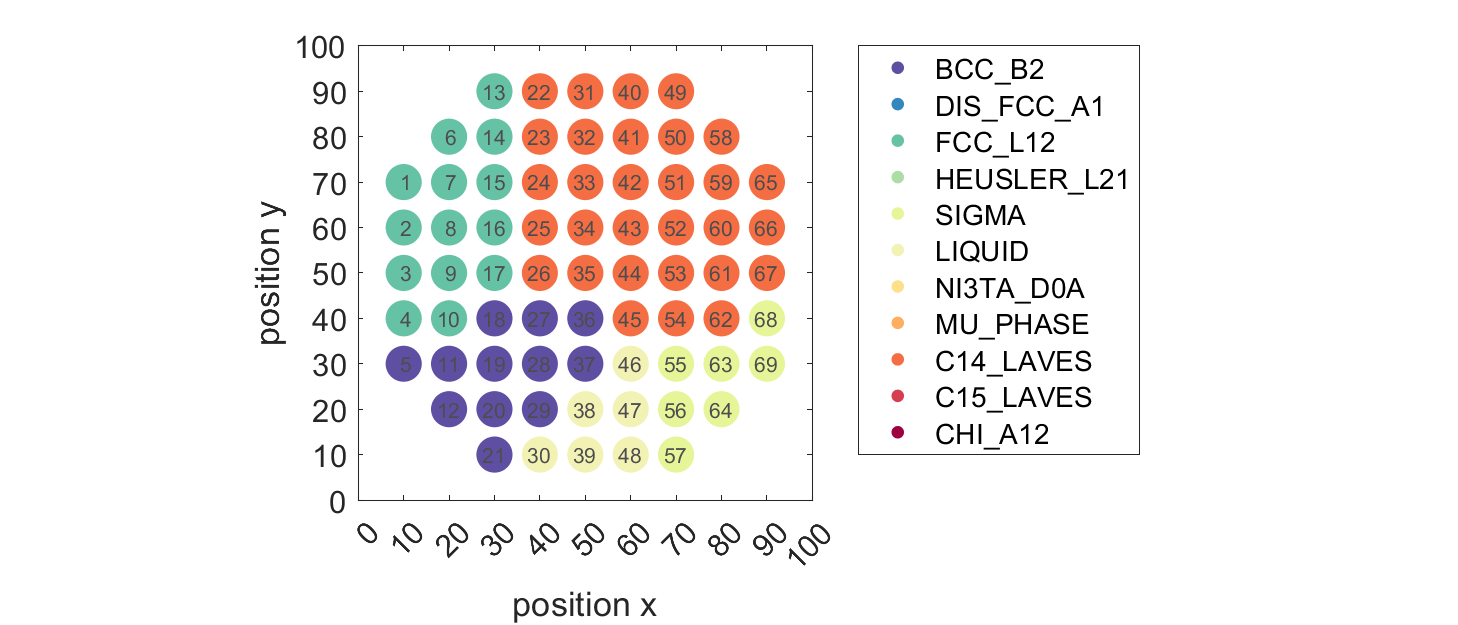 100
90 13 22 31 40 49
80 6 14 23 32 41 50 58
70 1 7 15 24 33 42 51 59 65
60 2 8 16 25 34 43 52 60 66
50 3 9 17 26 35 44 53 61 67
40 4 10 18 27 36 45 54 62 68
30 5 11 19 28 37 46 55 63 69
20 12 20 29 38 47 56 64
10 21 30 39 48 57
0
0 10 20 30 40 50 60 70 80 90 100
position x
position y
BCC_B2
DIS_FCC_A1
FCC_L12
HEUSLER_L21
SIGMA
LIQUID
NI3TA_D0A
MU_PHASE
C14_LAVES
C15_LAVES
CHI_A12